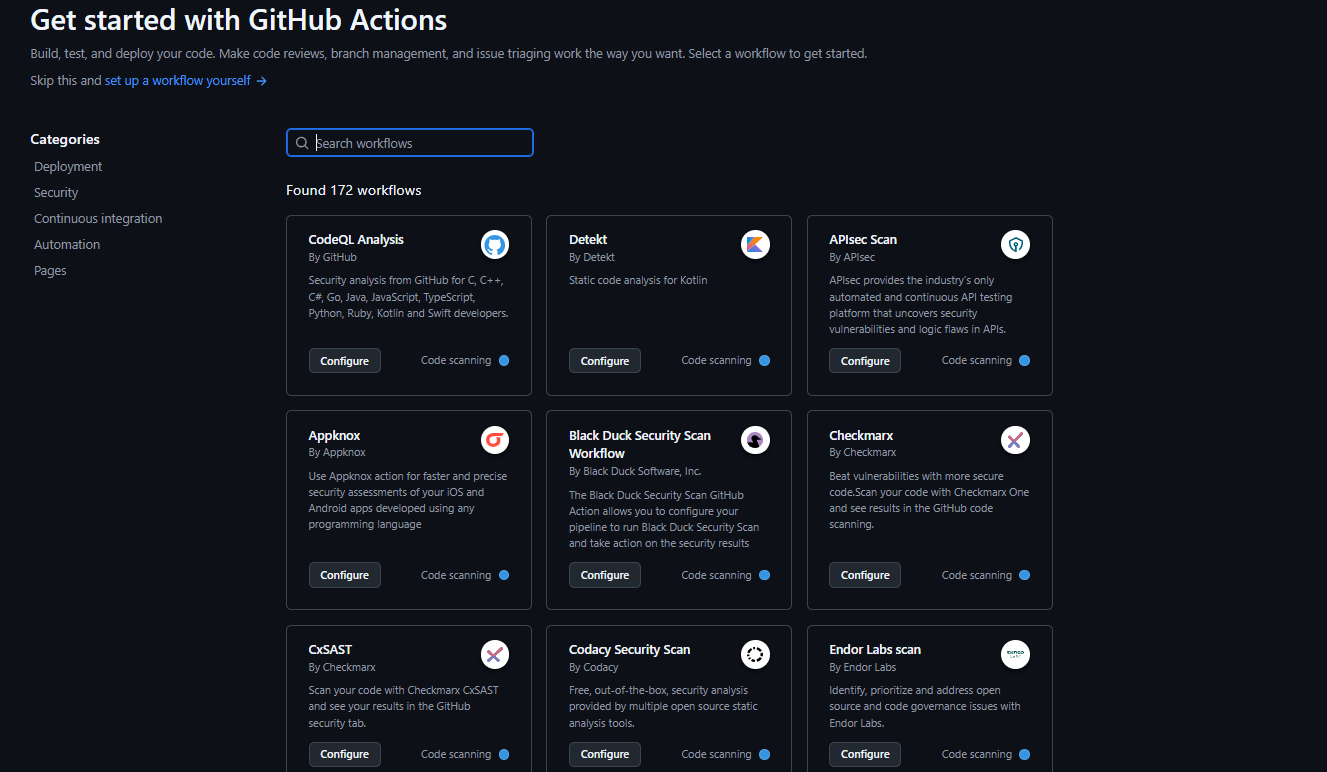 Get started with GitHub Actions
Build, test, and deploy your code. Make code reviews, branch management, and issue triaging work the way you want. Select a workflow to get started.
Skip this and set up a workflow yourself →
Categories
Deployment
Security
Continuous integration
Automation
Pages
Search workflows
Found 172 workflows
CodeQL Analysis
By GitHub
Security analysis from GitHub for C, C++,
C#, Go, Java, JavaScript, TypeScript,
Python, Ruby, Kotlin and Swift developers.
Configure
Code scanning
Detekt
By Detekt
Static code analysis for Kotlin
Configure
Code scanning
APIsec Scan
By APIsec
APIsec provides the industry's only
automated and continuous API testing
platform that uncovers security
vulnerabilities and logic flaws in APIs.
Configure
Code scanning
Appknox
By Appknox
Use Appknox action for faster and precise
security assessments of your iOS and
Android apps developed using any
programming language
Configure
Code scanning
Black Duck Security Scan
Workflow
By Black Duck Software, Inc.
The Black Duck Security Scan GitHub
Action allows you to configure your
pipeline to run Black Duck Security Scan
and take action on the security results
Configure
Code scanning
Checkmarx
By Checkmarx
Beat vulnerabilities with more secure
code.Scan your code with Checkmarx One
and see results in the GitHub code
scanning.
Configure
Code scanning
CxSAST
By Checkmarx
Scan your code with Checkmarx CxSAST
and see your results in the GitHub
security tab.
Configure
Code scanning
Codacy Security Scan
By Codacy
Free, out-of-the-box, security analysis
provided by multiple open source static
analysis tools.
Configure
Code scanning
Endor Labs scan
By Endor Labs
Identify, prioritize and address open
source and code governance issues with
Endor Labs.
Configure
Code scanning